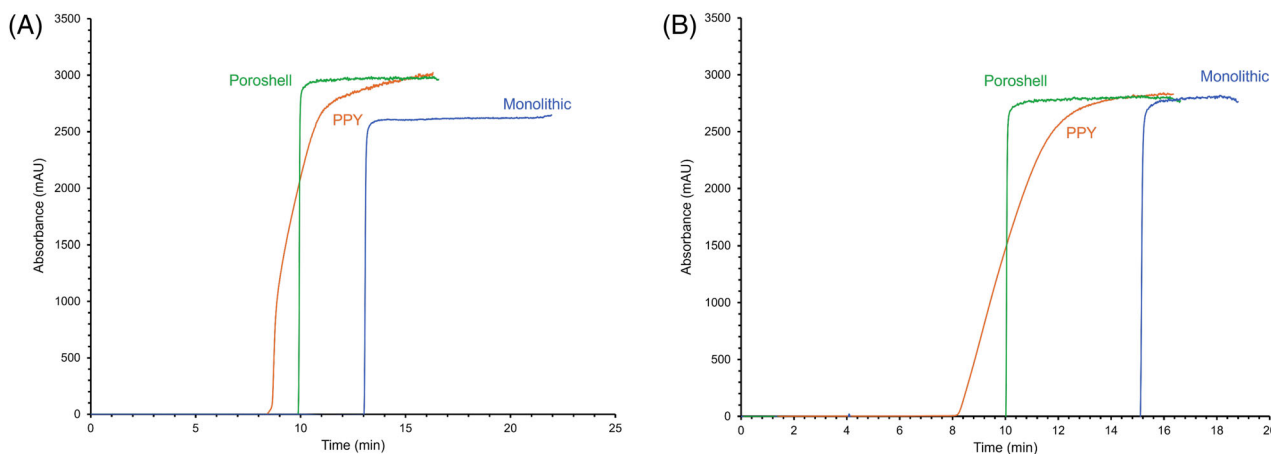 (A)
3500
3000
2500
2000
1500
1000
500
0
Absorbance (mAU)
Poroshell
PPY
Monolithic
0 5 10 15 20 25
Time (min)
(B)
3500
3000
2500
2000
1500
1000
500
0
Absorbance (mAU)
Poroshell
Monolithic
PPY
0 2 4 6 8 10 12 14 16 18 20
Time (min)